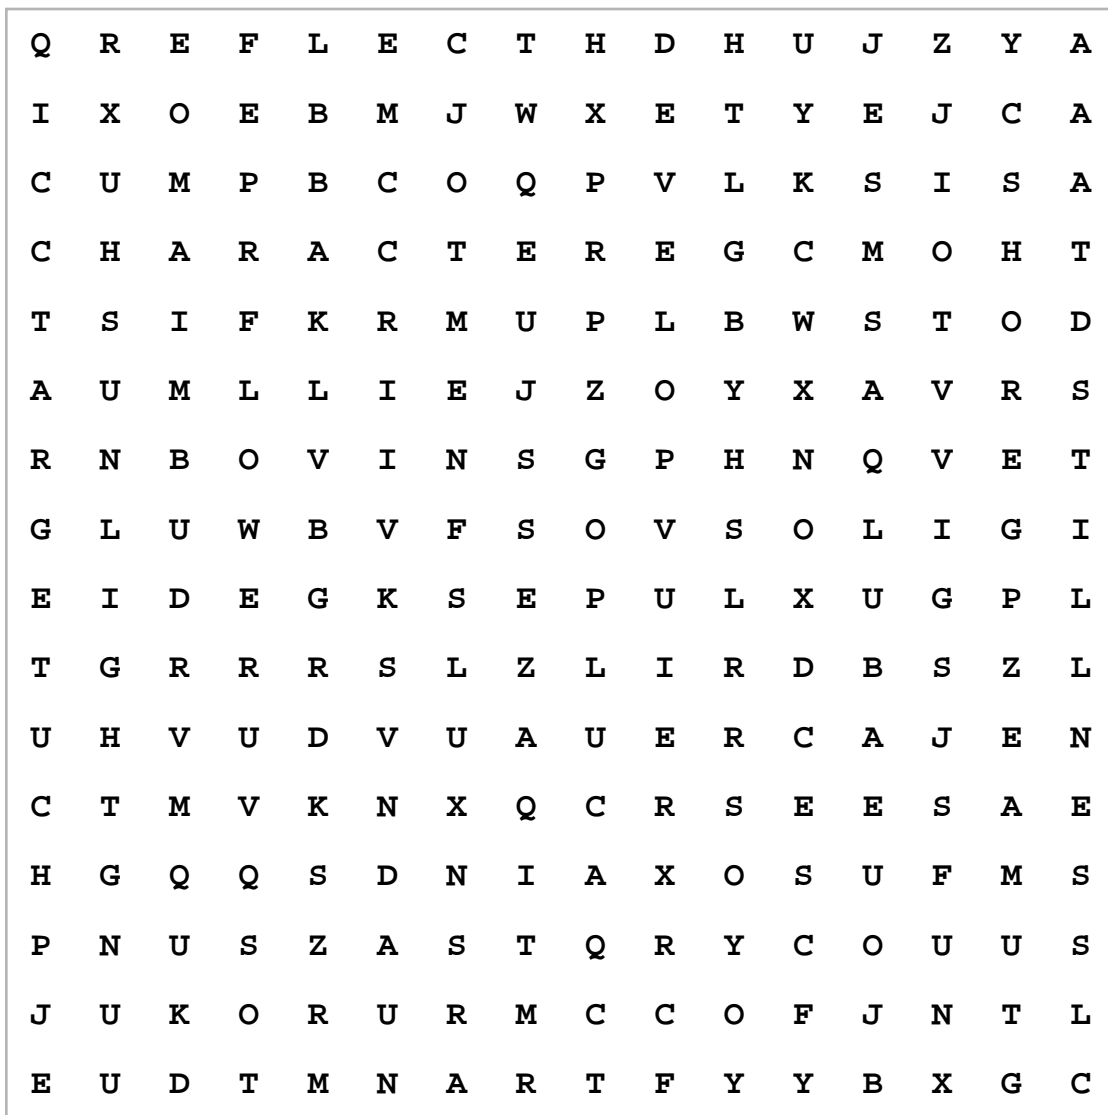 Q R E F L E C T H D H U J Z Y A
I X O E B M J W X E T Y E J C A
C U M P B C O Q P V L K S I S A
C H A R A C T E R E G C M O H T
T S I F K R M U P L B W S T O D
A U M L L I E J Z O Y X A V R S
R N B O V I N S G P H N Q V E T
G L U W B V F S O V S O L I G I
E I D E G K S E P U L X U G P L
T G R R R S L Z L I R D B S Z L
U H V U D V U A U E R C A J E N
C T M V K N X Q C R S E E S A E
H G Q Q S D N I A X O S U F M S
P N U S Z A S T Q R Y C O U U S
J U K O R U R M C C O F J N T L
E U D T M N A R T F Y Y B X G C